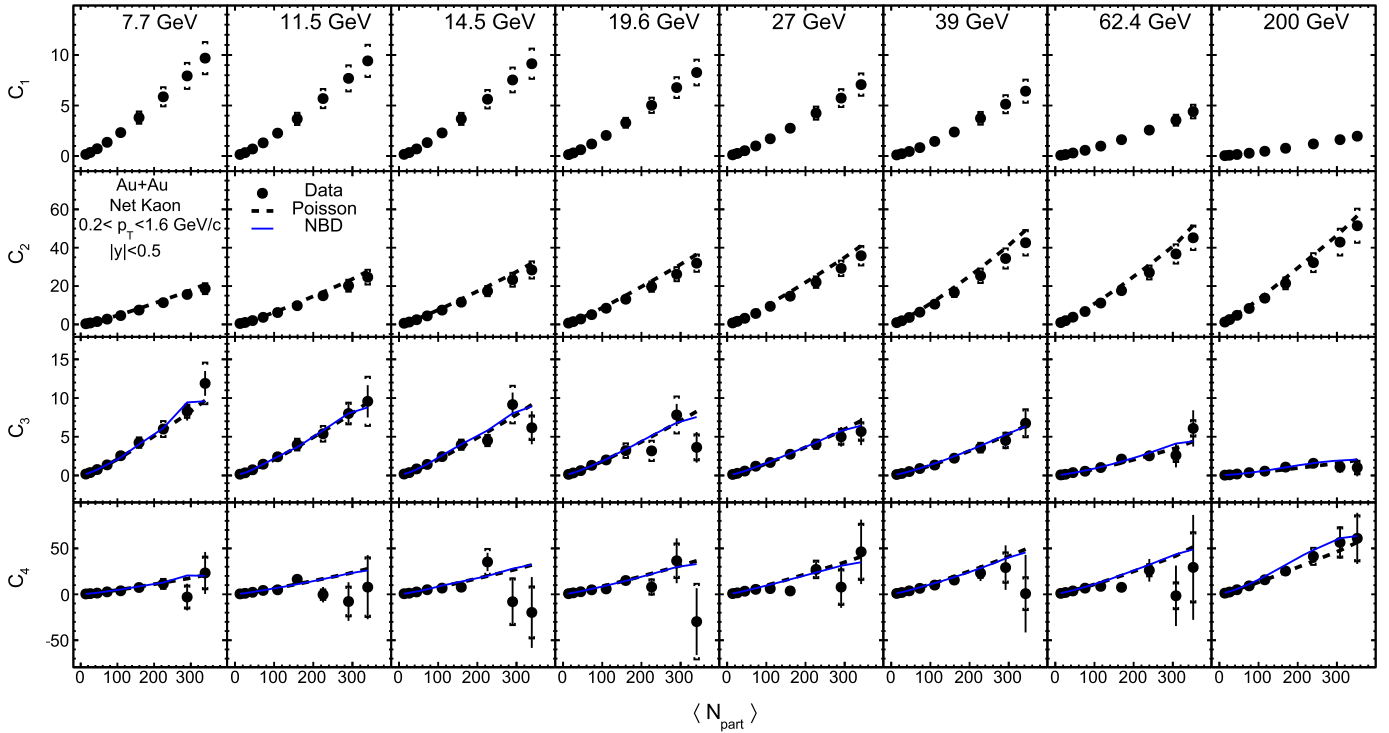 7.7 GeV 11.5 GeV 14.5 GeV 19.6 GeV 27 GeV 39 GeV 62.4 GeV 200 GeV
10
C1
5
0
Au+Au
Net Kaon
0.2< pT<1.6 GeV/c
|y|<0.5
Data
Poisson
NBD
60
40
C2
20
0
15
10
C3
5
0
50
C4
0
-50
0 100 200 300 0 100 200 300 0 100 200 300 0 100 200 300 0 100 200 300 0 100 200 300 0 100 200 300 0 100 200 300
⟨ Npart ⟩